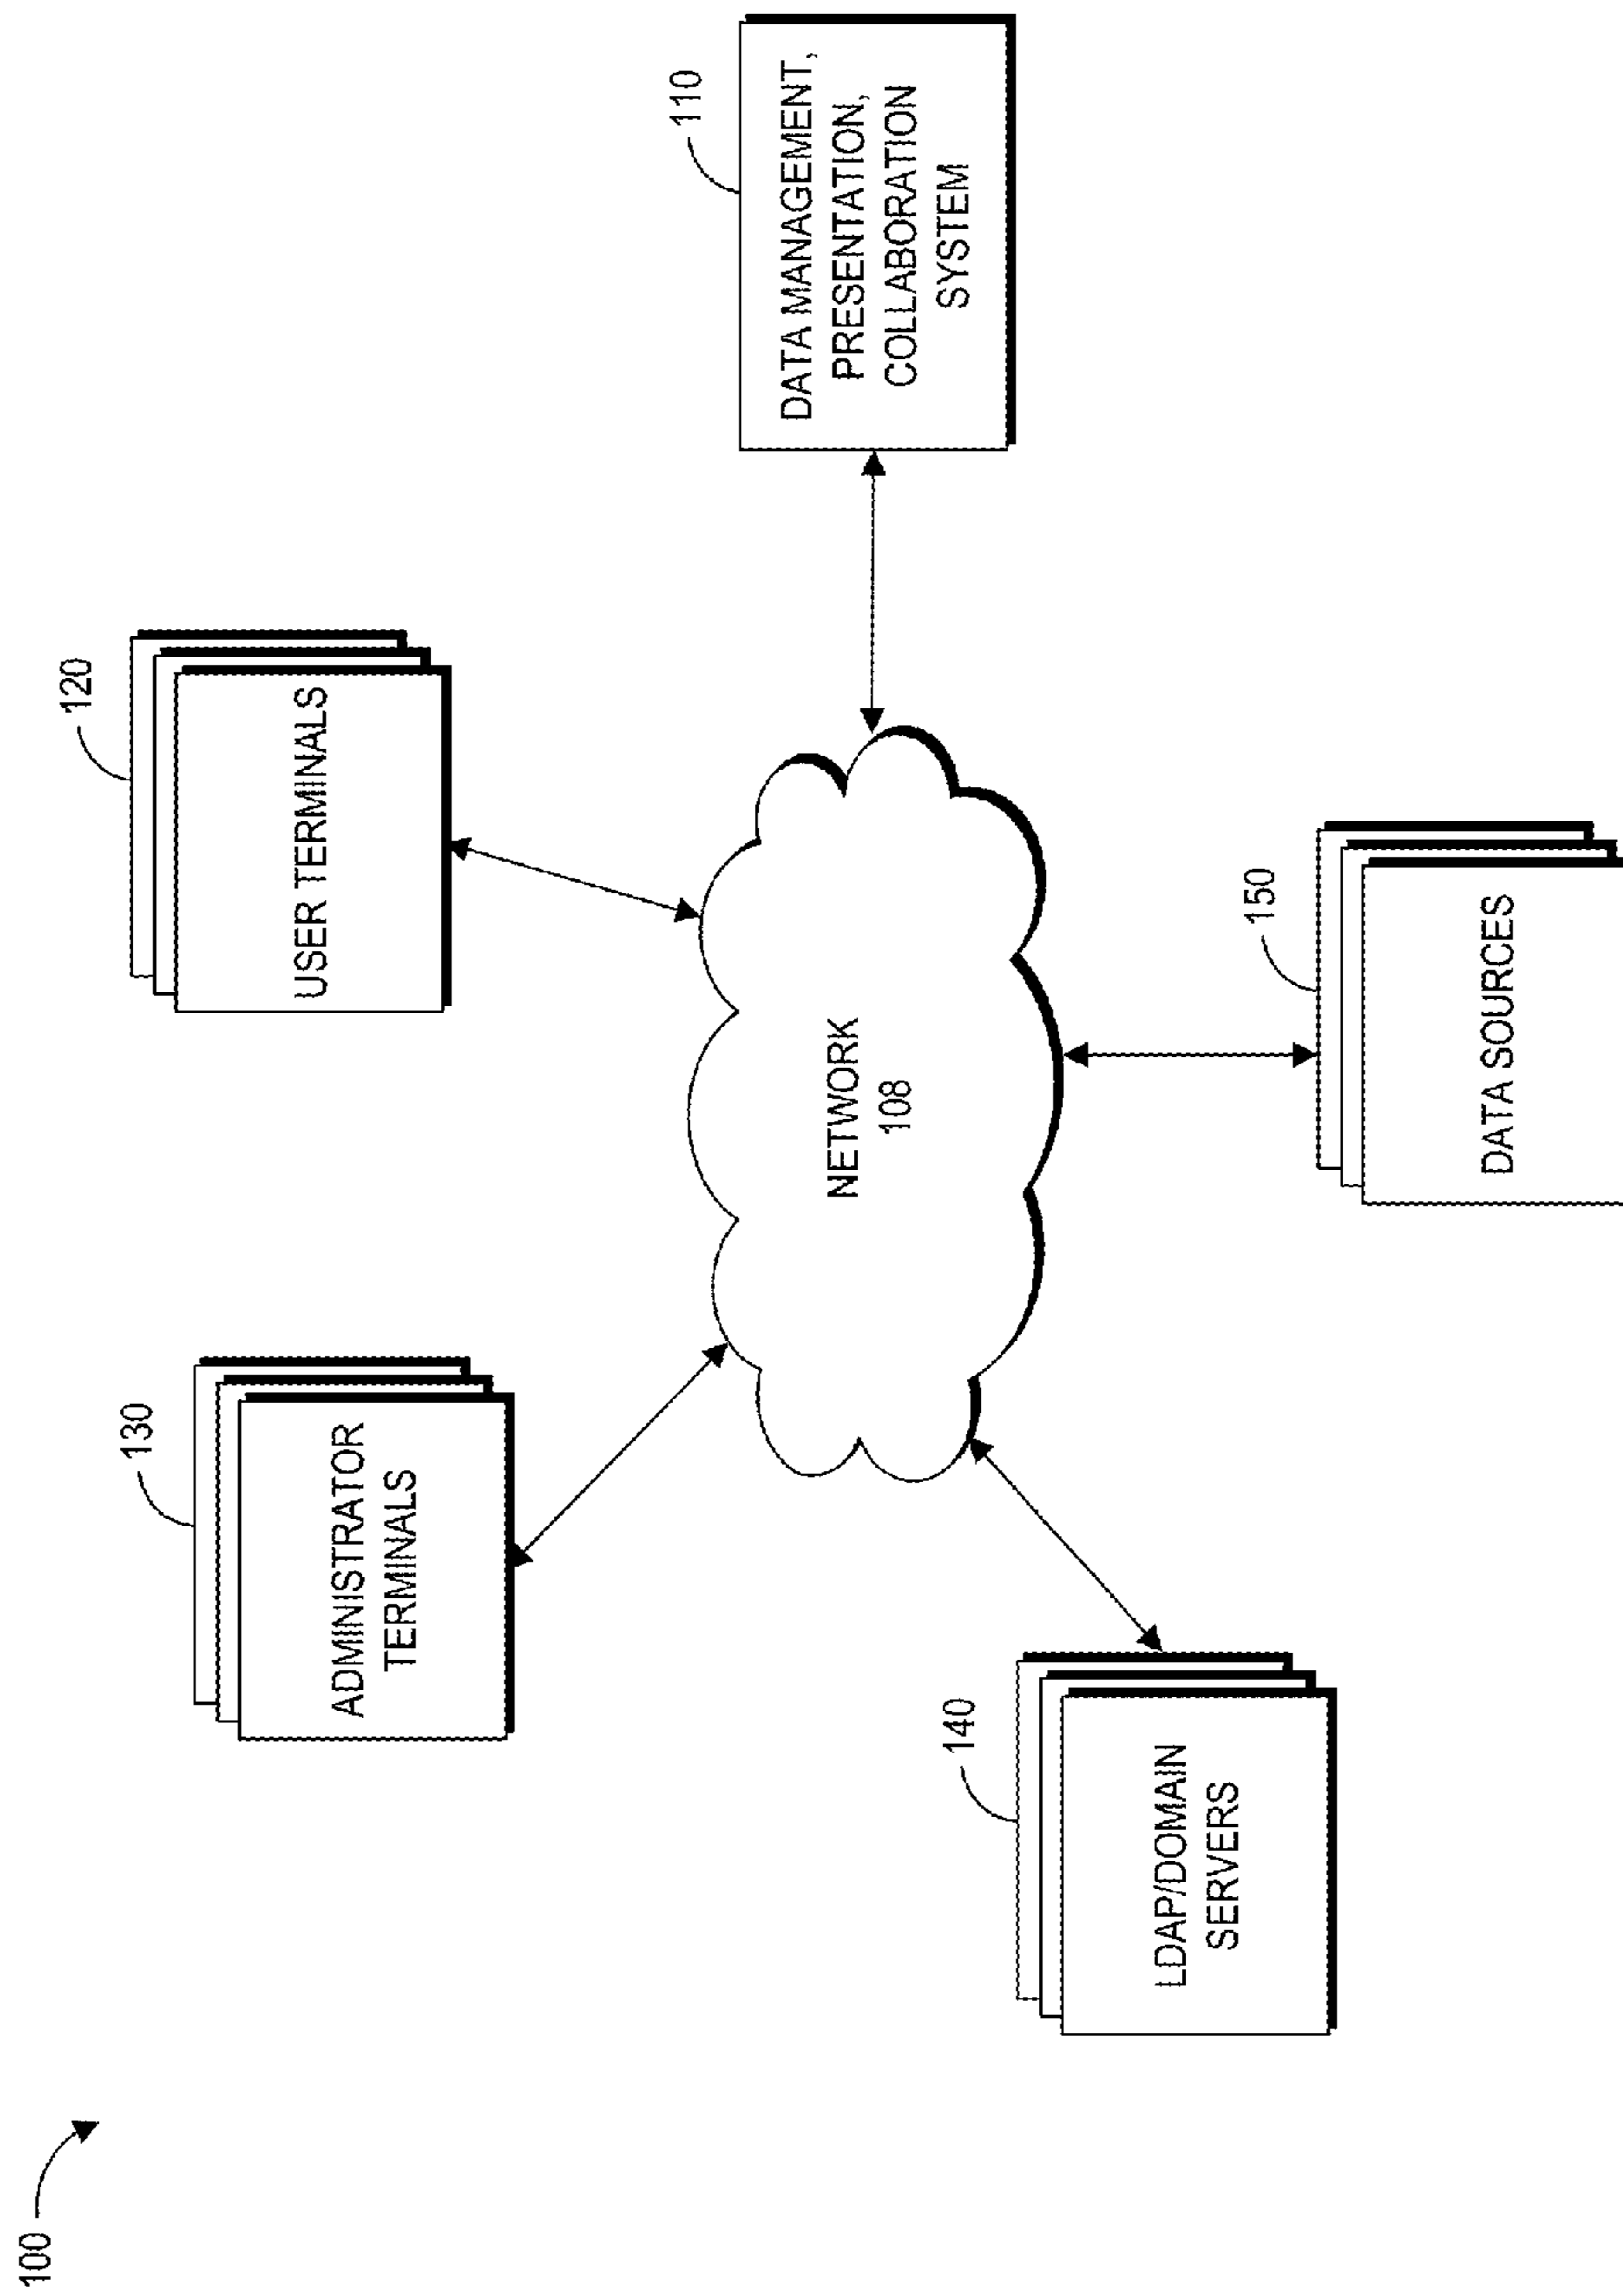 100
130
ADMINISTRATOR
TERMINALS
120
USER TERMINALS
140
LDAP/DOMAIN
SERVERS
NETWORK
108
110
DATA MANAGEMENT,
PRESENTATION,
COLLABORATION
SYSTEM
150
DATA SOURCES